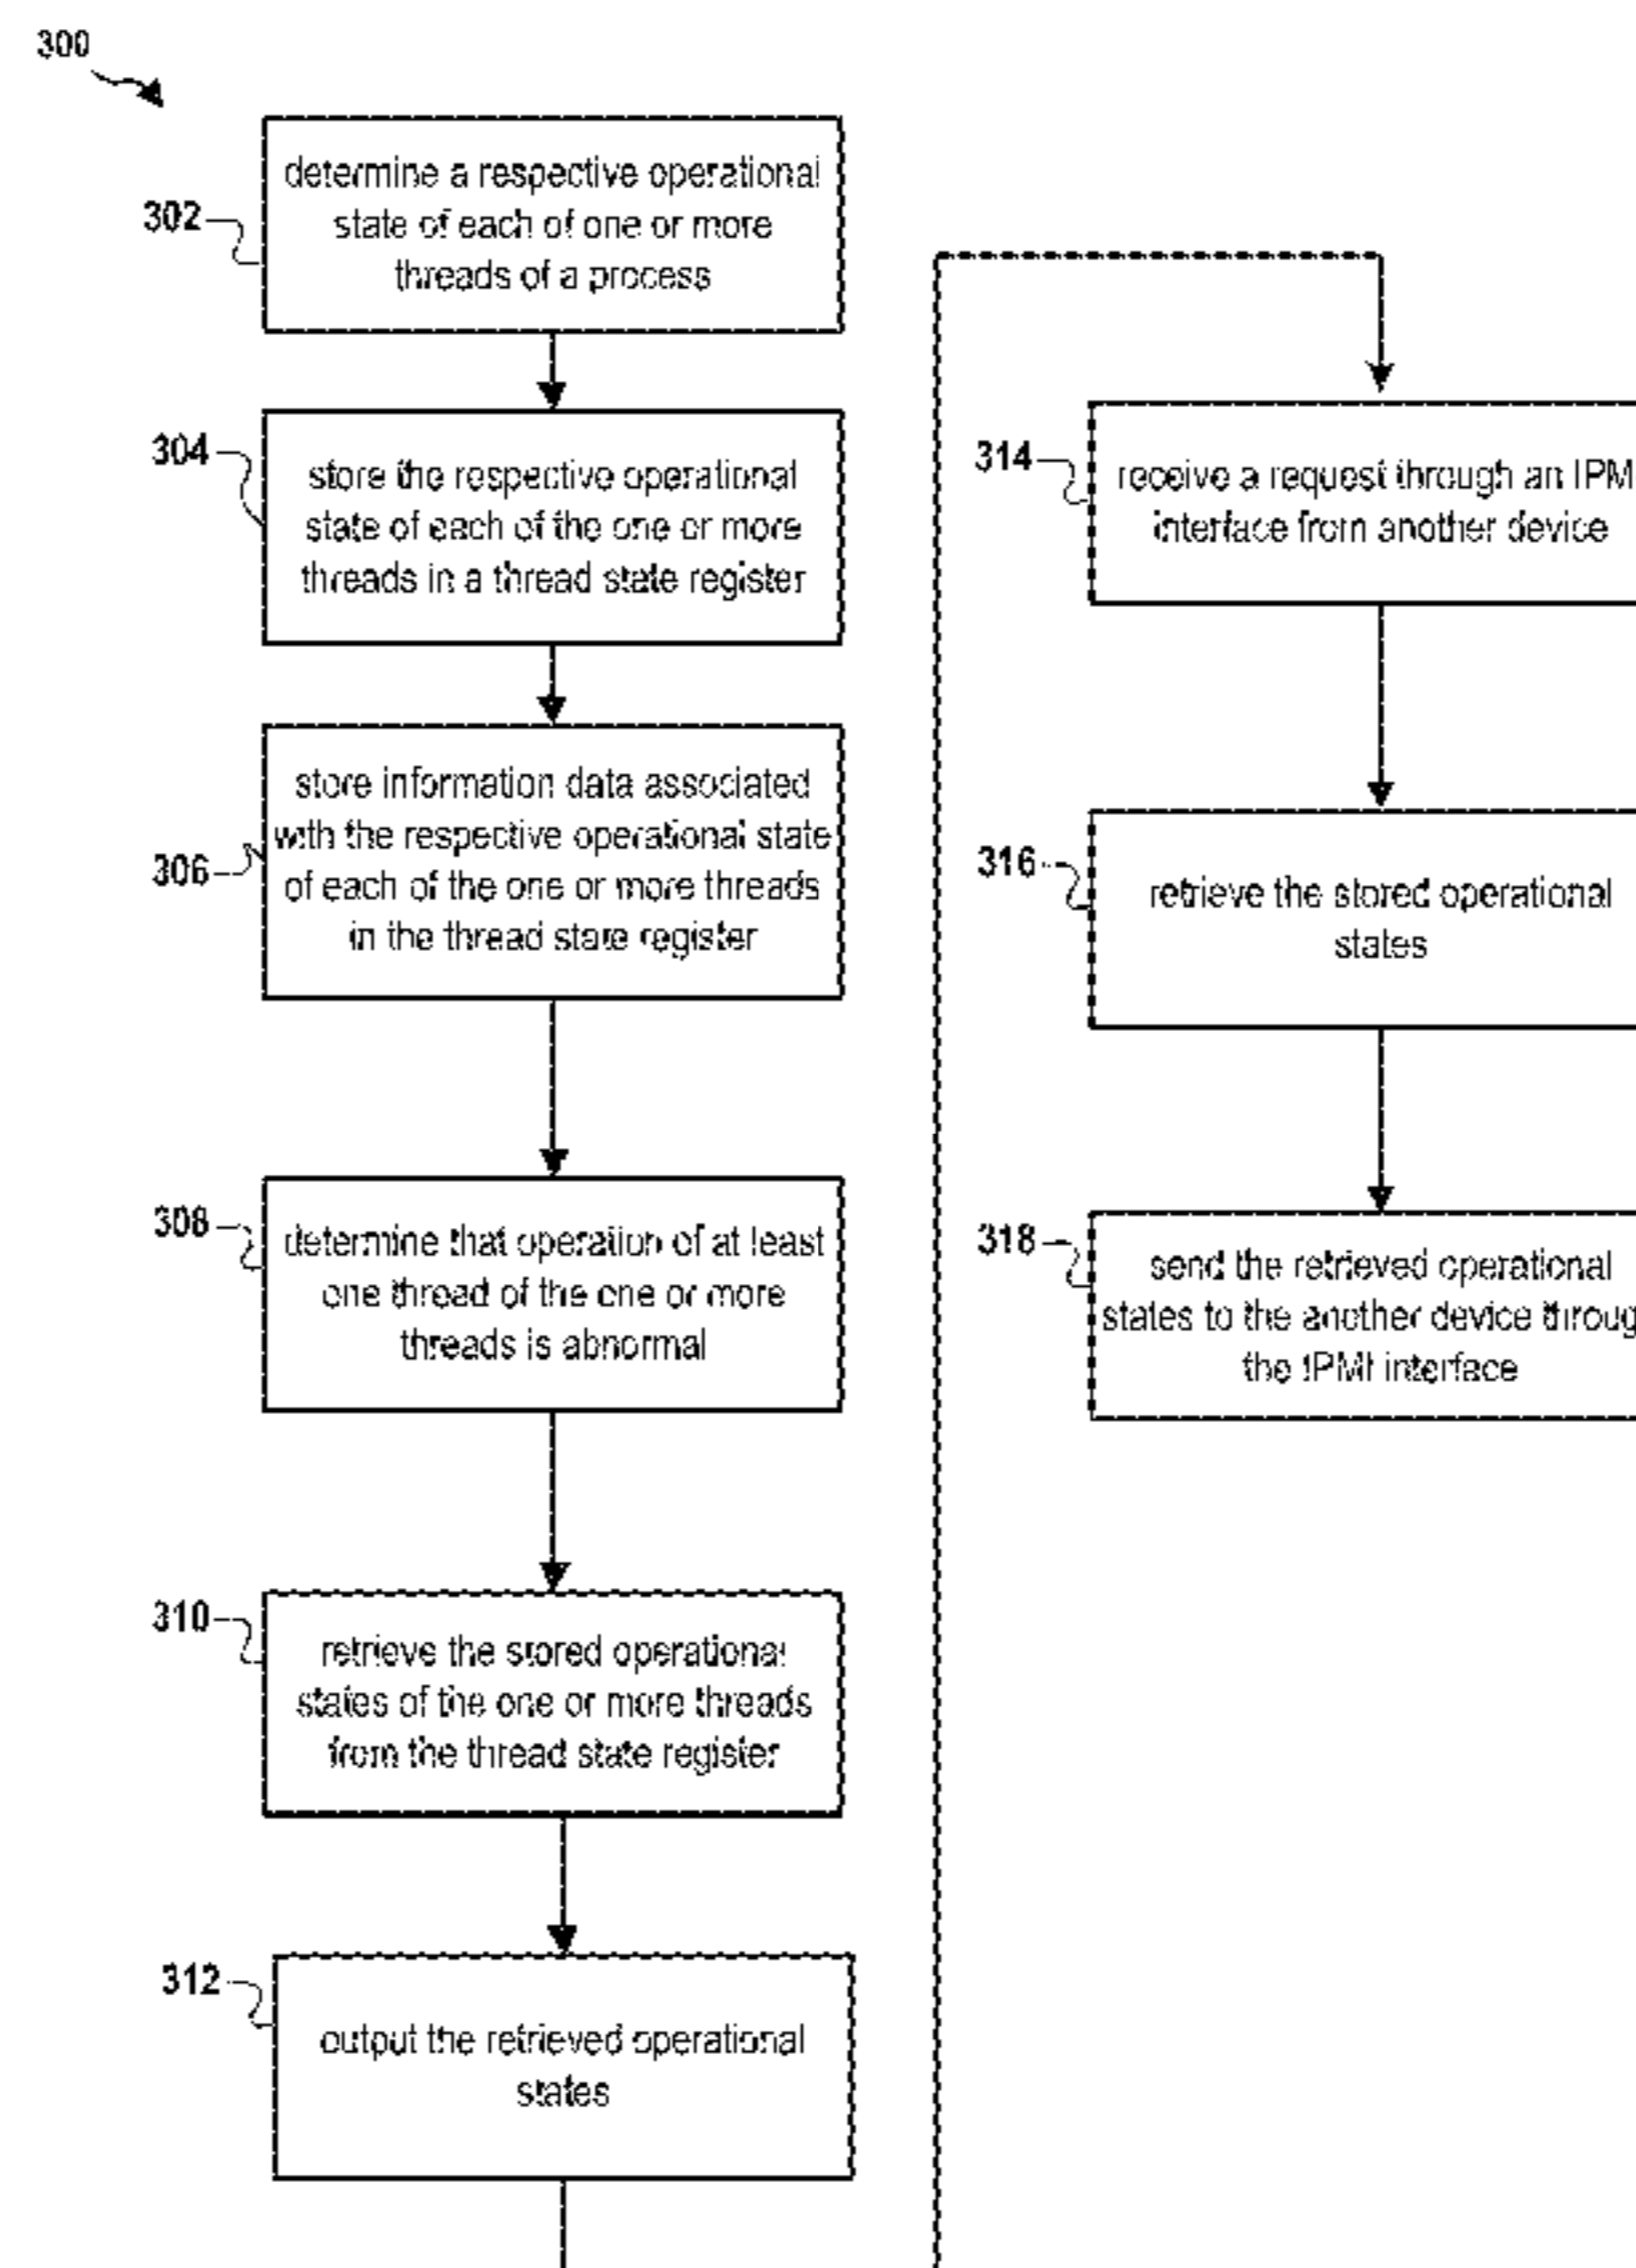 300
302
determine a respective operational
state of each of one or more
threads of a process
304
store the respective operational
state of each of the one or more
threads in a thread state register
306
store information data associated
with the respective operational state
of each of the one or more threads
in the thread state register
308
determine that operation of at least
one thread of the one or more
threads is abnormal
310
retrieve the stored operational
states of the one or more threads
from the thread state register
312
output the retrieved operational
states
314
receive a request through an IPM
interface from another device
316
retrieve the stored operational
states
318
send the retrieved operational
states to the another device throug
the IPMI interface